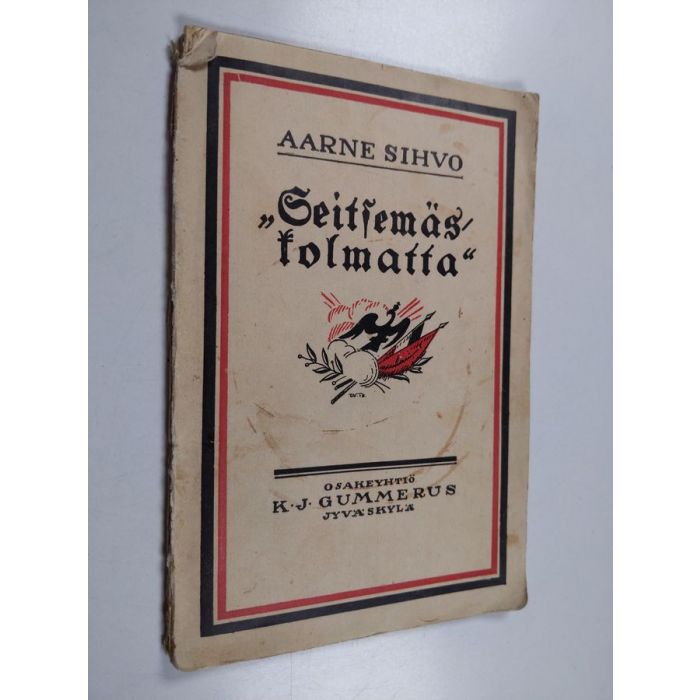 AARNE SIHVO
„Seitſemäs⸗
kolmatta“
OSAKEYHTIÖ
K·J·GUMMERUS
JYVÄSKYLÄ